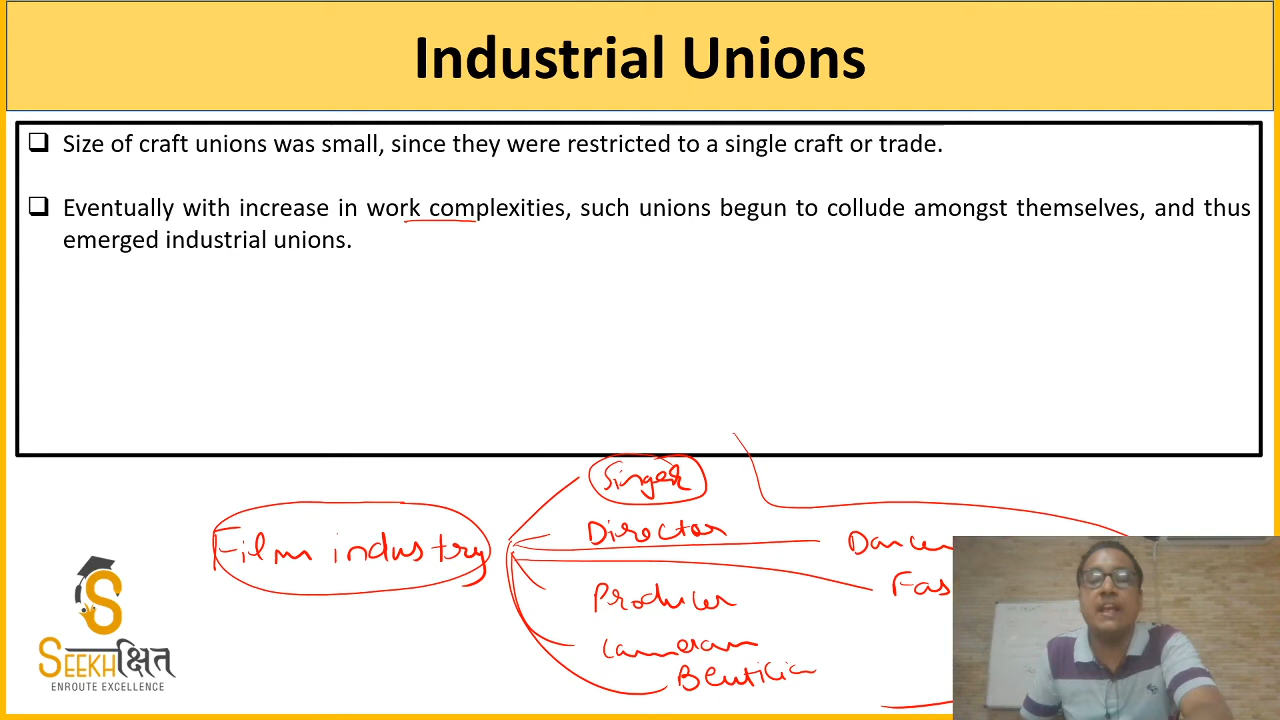 Industrial Unions
❑ Size of craft unions was small, since they were restricted to a single craft or trade.
❑ Eventually with increase in work complexities, such unions begun to collude amongst themselves, and thus
emerged industrial unions.
Singer
Film industry
Director
Dancer
Fas
Producer
SEEKHक्षित
ENROUTE EXCELLENCE